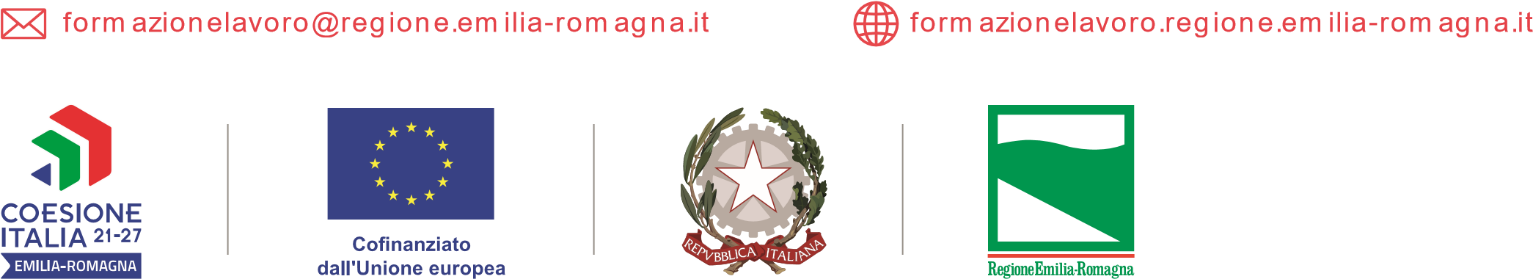 formazionelavoro@regione.emilia-romagna.it
formazionelavoro.regione.emilia-romagna.it
COESIONE
ITALIA 21-27
EMILIA-ROMAGNA
Cofinanziato
dall'Unione europea
REPVBBLICA ITALIANA
RegioneEmilia-Romagna